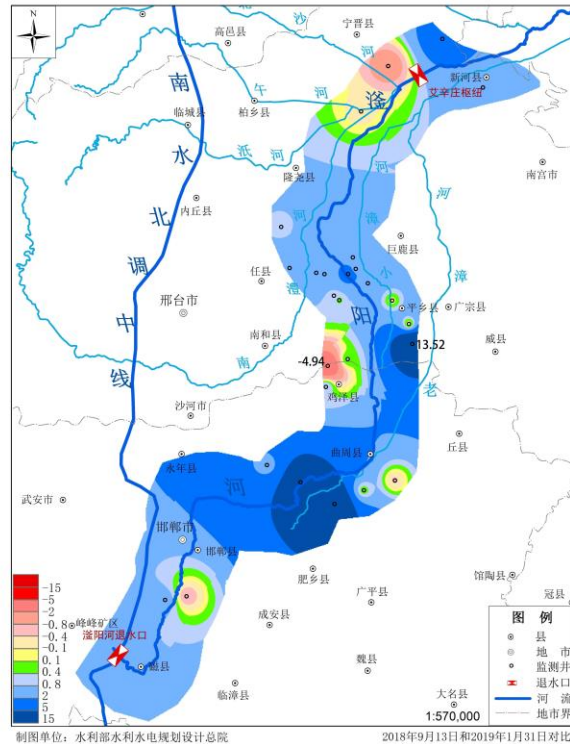 N
宁晋县
高邑县
北
沙
河
新河县
艾辛庄枢纽
午
河
滏
南
临城县
柏乡县
水
泜
河
隆尧县
河
南宫市
内丘县
北
河
漳
河
巨鹿县
调
任县
澧
小
漳
邢台市
阳
平乡县
广宗县
中
南和县
13.52
威县
线
南
-4.94
老
鸡泽县
沙河市
曲周县
丘县
永年县
河
武安市
邯郸市
邯郸县
肥乡县
馆陶县
广平县
冠县
峰峰矿区
成安县
滏阳河退水口
磁县
魏县
临漳县
大名县
1:570,000
-15
-5
-2
-0.8
-0.4
-0.1
0.1
0.4
0.8
2
5
15
图 例
县
地 市
监测井
退水口
河 流
地市界
制图单位：水利部水利水电规划设计总院
2018年9月13日和2019年1月31日对比